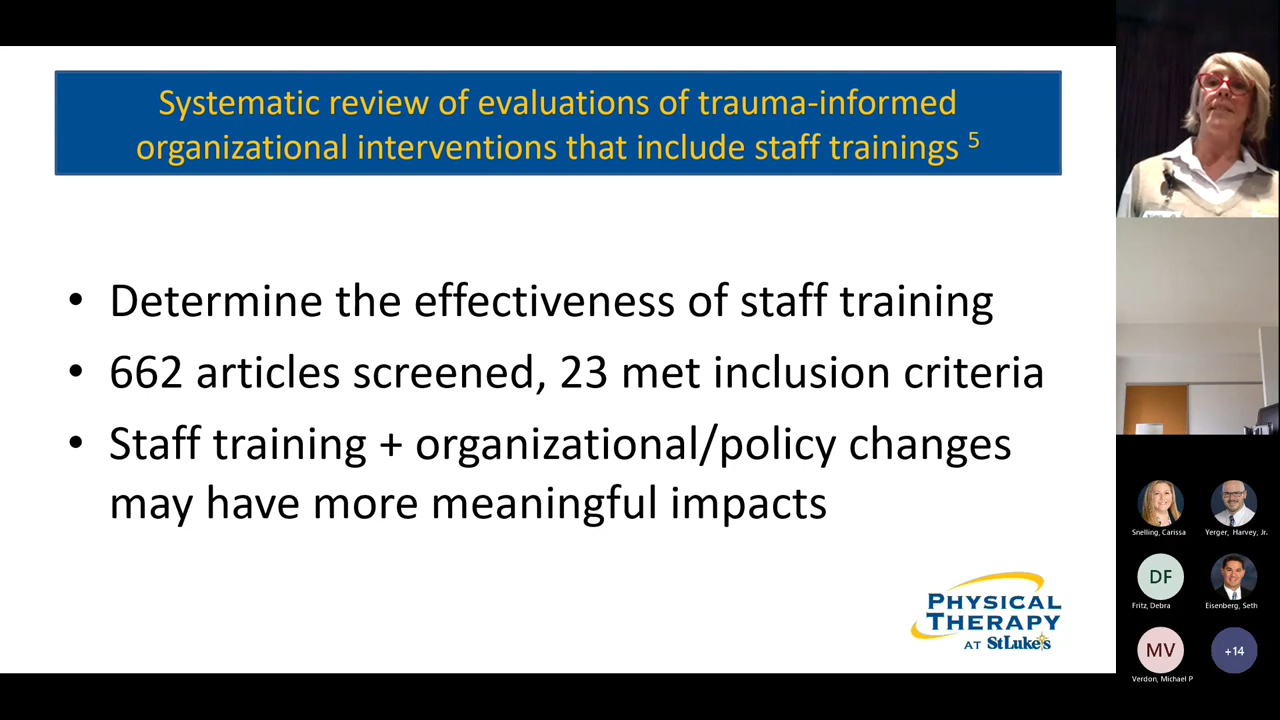 Systematic review of evaluations of trauma-informed
organizational interventions that include staff trainings 5
• Determine the effectiveness of staff training
• 662 articles screened, 23 met inclusion criteria
• Staff training + organizational/policy changes
may have more meaningful impacts
PHYSICAL
THERAPY
AT StLuke's
Snelling, Carissa
Yerger, Harvey, Jr.
DF
Fritz, Debra
Eisenberg, Seth
MV
Verdon, Michael P
+14